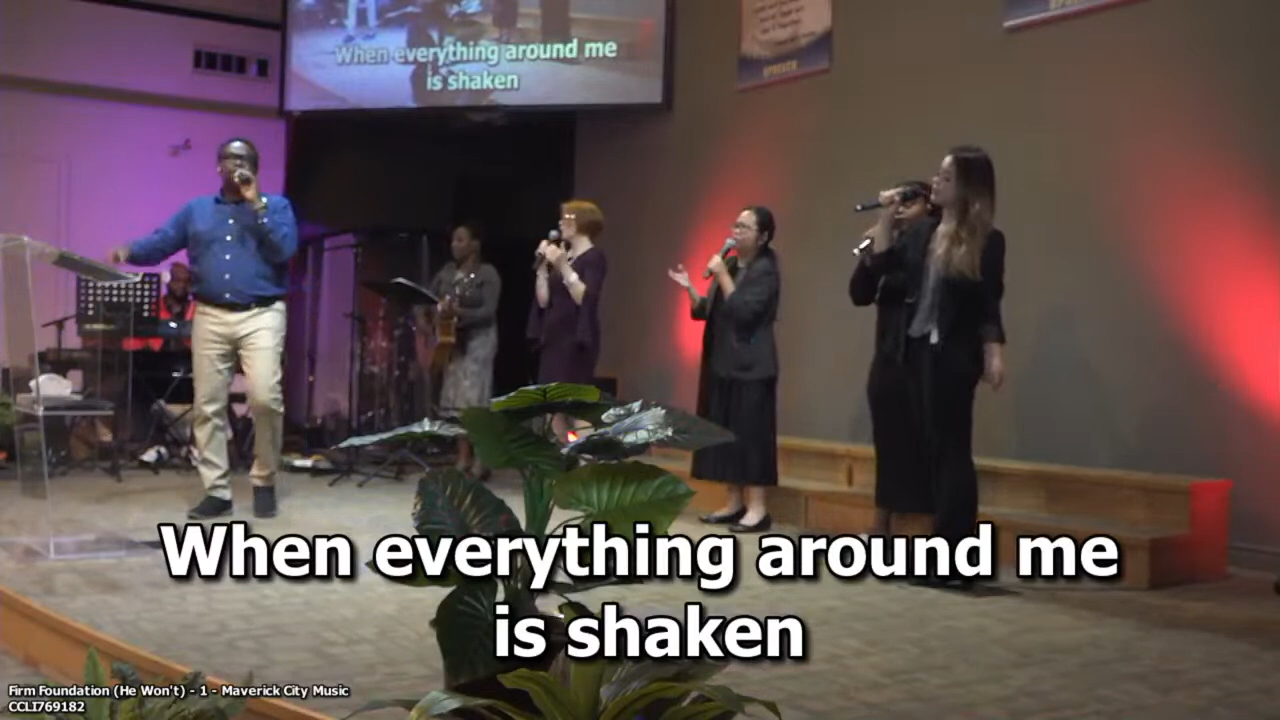 When everything around me
is shaken
When everything around me
is shaken
Firm Foundation (He Won't) - 1 - Maverick City Music
CCLI769182